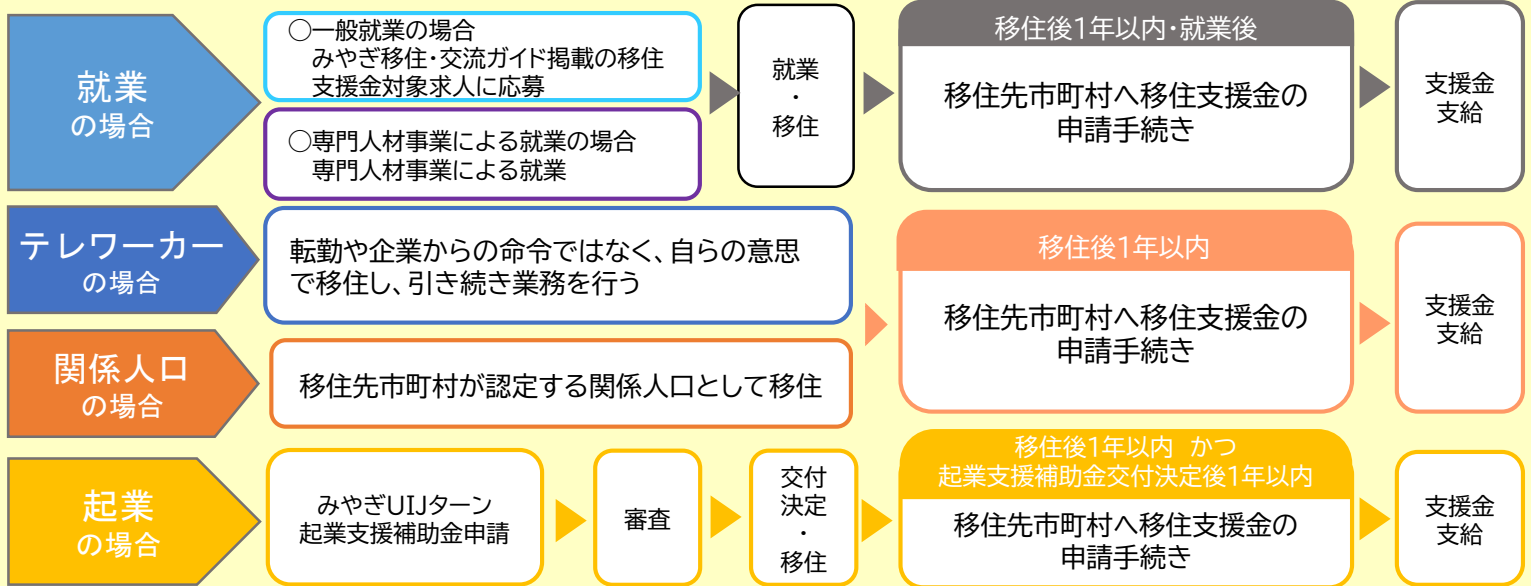 就業
の場合
○一般就業の場合
みやぎ移住・交流ガイド掲載の移住
支援金対象求人に応募
○専門人材事業による就業の場合
専門人材事業による就業
就業
・
移住
移住後1年以内・就業後
移住先市町村へ移住支援金の
申請手続き
支援金
支給
テレワーカー
の場合
転勤や企業からの命令ではなく、自らの意思
で移住し、引き続き業務を行う
関係人口
の場合
移住先市町村が認定する関係人口として移住
移住後1年以内
移住先市町村へ移住支援金の
申請手続き
支援金
支給
起業
の場合
みやぎUIJターン
起業支援補助金申請
審査
交付
決定
・
移住
移住後1年以内 かつ
起業支援補助金交付決定後1年以内
移住先市町村へ移住支援金の
申請手続き
支援金
支給